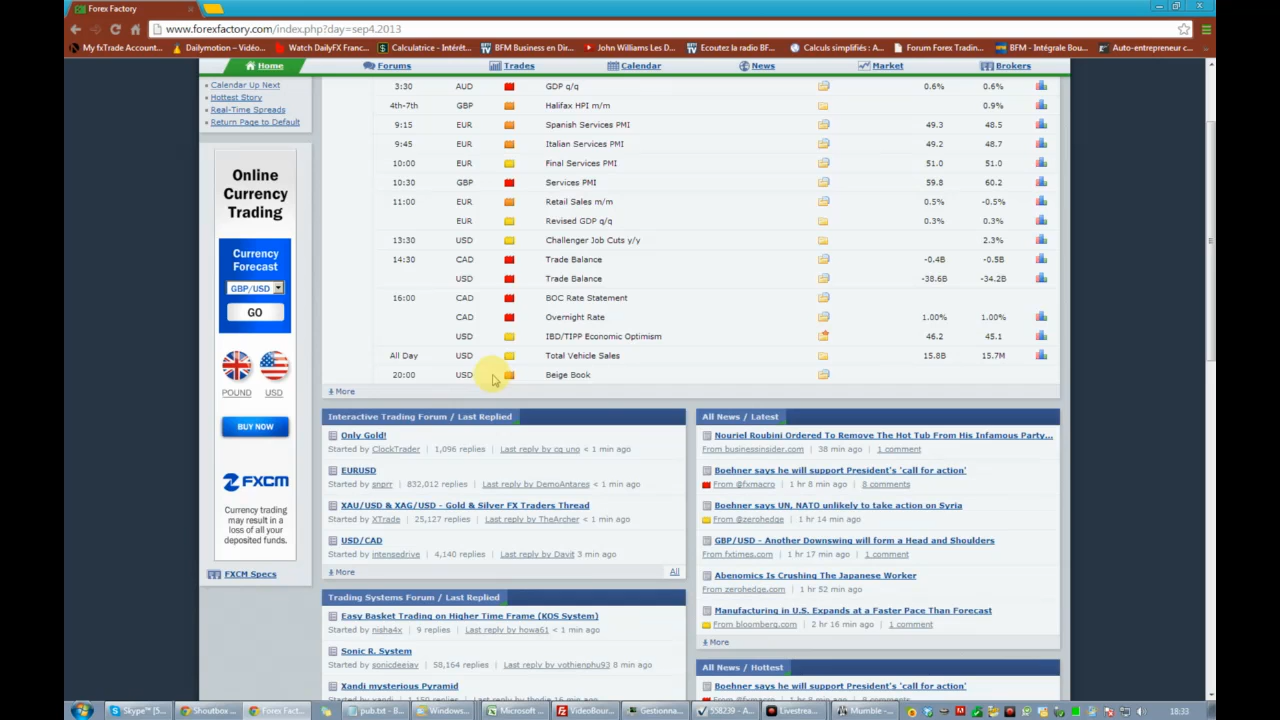 Forex Factory
www.forexfactory.com/index.php?day=sep4.2013
My fxTrade Account... Dailymotion – Vidéo... Watch DailyFX Franc... Calculatrice - Intérêt... BFM Business en Dir... John Williams Les D... Ecoutez la radio BF... Calculs simplifiés : A... Forum Forex Tradin... BFM - Intégrale Bou... Auto-entrepreneur c...
Home Forums Trades Calendar News Market Brokers
Calendar Up Next
Hottest Story
Real-Time Spreads
Return Page to Default
Online
Currency
Trading
Currency
Forecast
GBP/USD
GO
POUND USD
BUY NOW
FXCM
Currency trading
may result in a
loss of all your
deposited funds.
FXCM Specs
3:30 AUD GDP q/q 0.6% 0.6%
4th-7th GBP Halifax HPI m/m 0.9%
9:15 EUR Spanish Services PMI 49.3 48.5
9:45 EUR Italian Services PMI 49.2 48.7
10:00 EUR Final Services PMI 51.0 51.0
10:30 GBP Services PMI 59.8 60.2
11:00 EUR Retail Sales m/m 0.5% -0.5%
EUR Revised GDP q/q 0.3% 0.3%
13:30 USD Challenger Job Cuts y/y 2.3%
14:30 CAD Trade Balance -0.4B -0.5B
USD Trade Balance -38.6B -34.2B
16:00 CAD BOC Rate Statement
CAD Overnight Rate 1.00% 1.00%
USD IBD/TIPP Economic Optimism 46.2 45.1
All Day USD Total Vehicle Sales 15.8B 15.7M
20:00 USD Beige Book
More
Interactive Trading Forum / Last Replied
Only Gold!
Started by ClockTrader | 1,096 replies | Last reply by cq uno < 1 min ago
EURUSD
Started by snprr | 832,012 replies | Last reply by DemoAntares < 1 min ago
XAU/USD & XAG/USD - Gold & Silver FX Traders Thread
Started by XTrade | 25,127 replies | Last reply by TheArcher < 1 min ago
USD/CAD
Started by intensedrive | 4,140 replies | Last reply by Davit 3 min ago
More All
Trading Systems Forum / Last Replied
Easy Basket Trading on Higher Time Frame (KOS System)
Started by nisha4x | 9 replies | Last reply by howa61 < 1 min ago
Sonic R. System
Started by sonicdeejay | 58,164 replies | Last reply by vothienphu93 8 min ago
Xandi mysterious Pyramid
All News / Latest
Nouriel Roubini Ordered To Remove The Hot Tub From His Infamous Party...
From businessinsider.com | 38 min ago | 1 comment
Boehner says he will support President's 'call for action'
From @fxmacro | 1 hr 8 min ago | 8 comments
Boehner says UN, NATO unlikely to take action on Syria
From @zerohedge | 1 hr 14 min ago
GBP/USD – Another Downswing will form a Head and Shoulders
From fxtimes.com | 1 hr 17 min ago | 1 comment
Abenomics Is Crushing The Japanese Worker
From zerohedge.com | 1 hr 52 min ago
Manufacturing in U.S. Expands at a Faster Pace Than Forecast
From bloomberg.com | 2 hr 16 min ago | 1 comment
More
All News / Hottest
Boehner says he will support President's 'call for action'
Skype™ [5... Shoutbox ... Forex Fact... pub.txt - B... Windows... Microsoft ... VideoBour... Gestionna... 558239 - A... Livestrea... Mumble -... 18:33